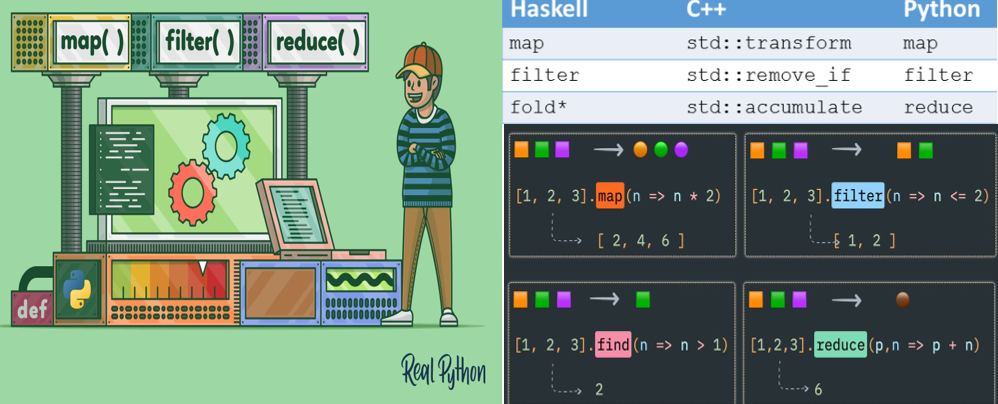 map( )
filter( )
reduce( )
def
Real Python
Haskell C++ Python
map std::transform map
filter std::remove_if filter
fold* std::accumulate reduce
[1, 2, 3].map(n => n * 2)
[ 2, 4, 6 ]
[1, 2, 3].filter(n => n <= 2)
[ 1, 2 ]
[1, 2, 3].find(n => n > 1)
2
[1,2,3].reduce(p,n => p + n)
6